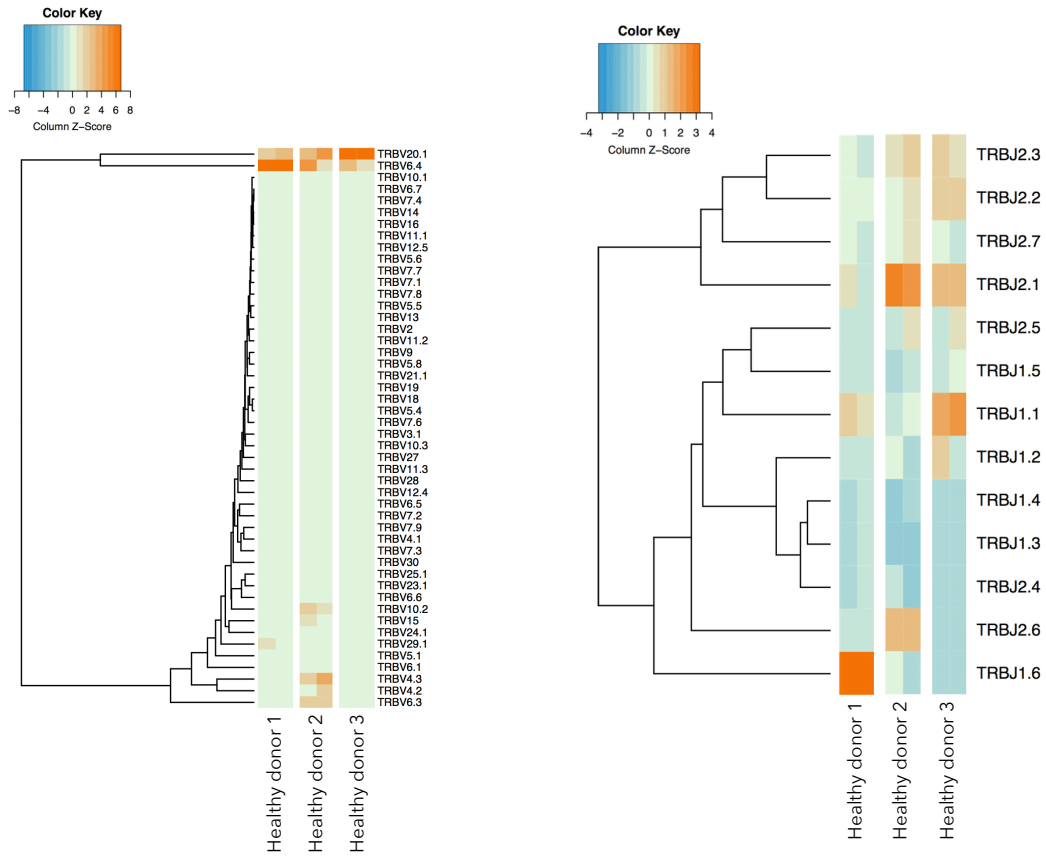 Color Key
−8 −4 0 2 4 6 8
Column Z−Score
TRBV20.1
TRBV6.4
TRBV10.1
TRBV6.7
TRBV7.4
TRBV14
TRBV16
TRBV11.1
TRBV12.5
TRBV5.6
TRBV7.7
TRBV7.1
TRBV7.8
TRBV5.5
TRBV13
TRBV2
TRBV11.2
TRBV9
TRBV5.8
TRBV21.1
TRBV19
TRBV18
TRBV5.4
TRBV7.6
TRBV3.1
TRBV10.3
TRBV27
TRBV11.3
TRBV28
TRBV12.4
TRBV6.5
TRBV7.2
TRBV7.9
TRBV4.1
TRBV7.3
TRBV30
TRBV25.1
TRBV23.1
TRBV6.6
TRBV10.2
TRBV15
TRBV24.1
TRBV29.1
TRBV5.1
TRBV6.1
TRBV4.3
TRBV4.2
TRBV6.3
Healthy donor 1
Healthy donor 2
Healthy donor 3
Color Key
−4 −2 0 1 2 3 4
Column Z−Score
TRBJ2.3
TRBJ2.2
TRBJ2.7
TRBJ2.1
TRBJ2.5
TRBJ1.5
TRBJ1.1
TRBJ1.2
TRBJ1.4
TRBJ1.3
TRBJ2.4
TRBJ2.6
TRBJ1.6
Healthy donor 1
Healthy donor 2
Healthy donor 3